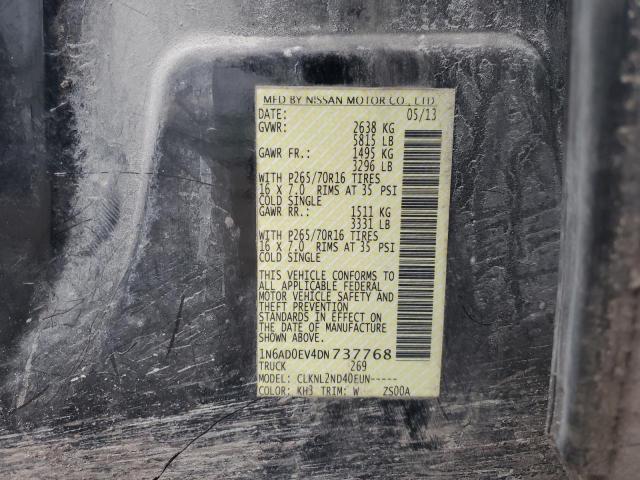 MFD BY NISSAN MOTOR CO., LTD.
DATE: 05/13
GVWR: 2638 KG
5815 LB
GAWR FR.: 1495 KG
3296 LB
WITH P265/70R16 TIRES
16 X 7.0 RIMS AT 35 PSI
COLD SINGLE
GAWR RR.: 1511 KG
3331 LB
WITH P265/70R16 TIRES
16 X 7.0 RIMS AT 35 PSI
COLD SINGLE
THIS VEHICLE CONFORMS TO
ALL APPLICABLE FEDERAL
MOTOR VEHICLE SAFETY AND
AND THEFT PREVENTION
STANDARDS IN EFFECT ON
THE DATE OF MANUFACTURE
SHOWN ABOVE.
1N6AD0EV4DN737768
TRUCK 269
MODEL: CLKNL2ND40EUN-----
COLOR: KH3 TRIM: W ZS00A